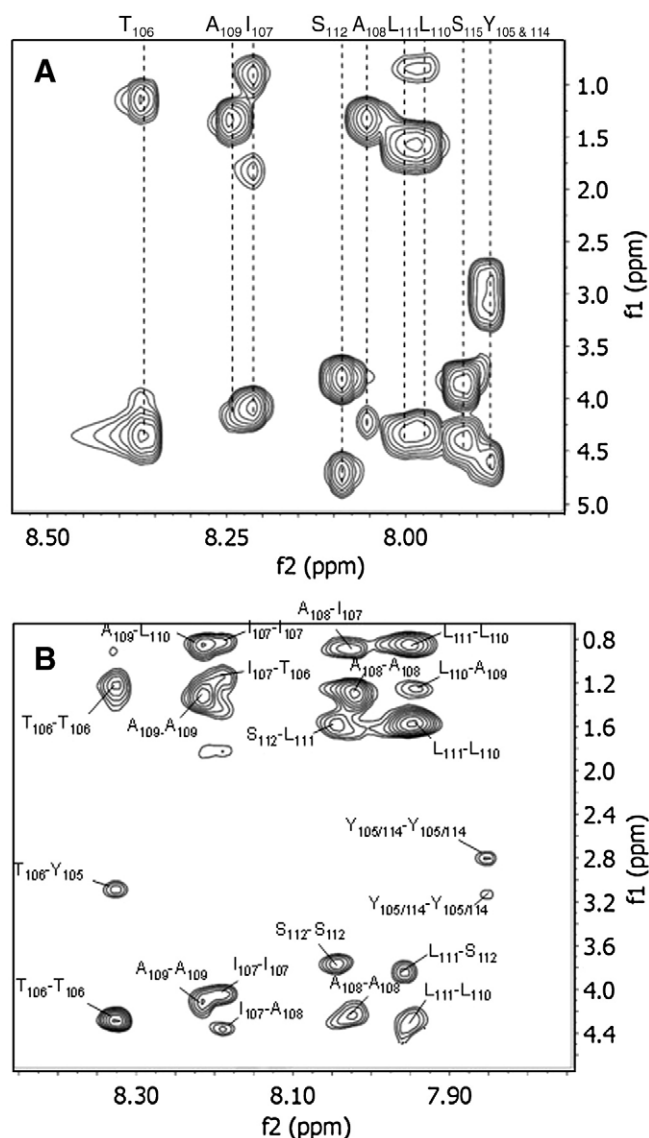 T106 A109 I107 S112 A108 L111 L110 S115 Y105 & 114
A
1.0
1.5
2.0
2.5
3.0
3.5
4.0
4.5
5.0
f1 (ppm)
8.50 8.25 8.00
f2 (ppm)
B
A108-I107
A109-L110 I107-I107 L111-L110
0.8
A108-A108
I107-T106 L110-A109
1.2
T106-T106 A109-A109 S112-L111 L111-L110
1.6
2.0
2.4
Y105/114-Y105/114
2.8
T106-Y105
Y105/114-Y105/114
3.2
S112-S112
3.6
A109-A109 I107-I107 L111-S112
T106-T106 A108-A108
4.0
I107-A108 L111-L110
4.4
f1 (ppm)
8.30 8.10 7.90
f2 (ppm)